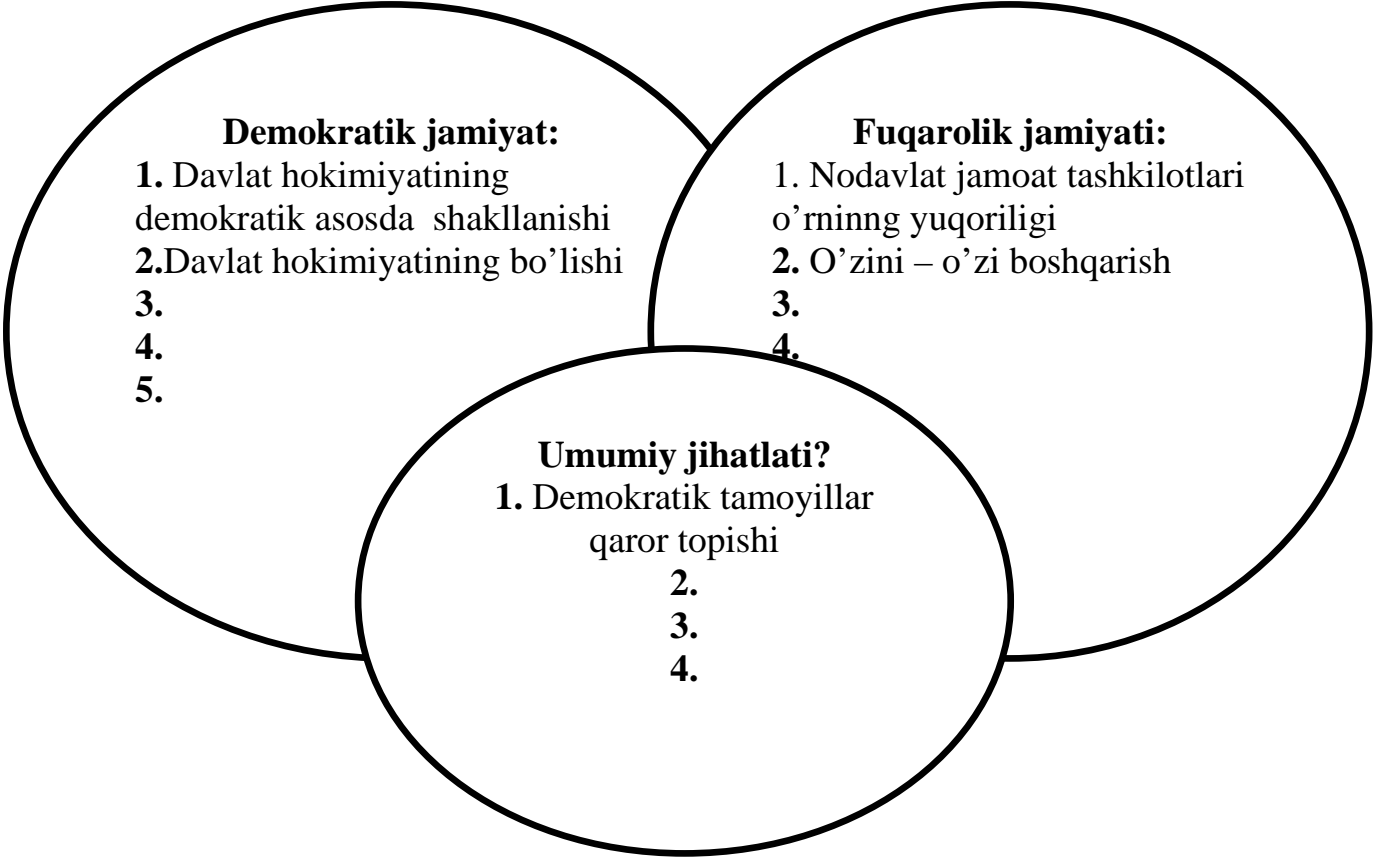 Demokratik jamiyat:
1. Davlat hokimiyatining
demokratik asosda shakllanishi
2.Davlat hokimiyatining bo’lishi
3.
4.
5.
Fuqarolik jamiyati:
1. Nodavlat jamoat tashkilotlari
o’rninng yuqoriligi
2. O’zini – o’zi boshqarish
3.
4.
Umumiy jihatlati?
1. Demokratik tamoyillar
qaror topishi
2.
3.
4.